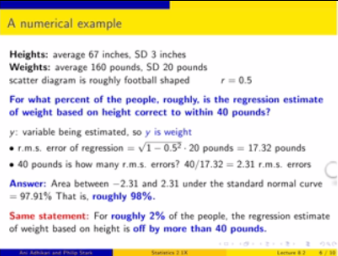 A numerical example
Heights: average 67 inches, SD 3 inches
Weights: average 160 pounds, SD 20 pounds
scatter diagram is roughly football shaped r = 0.5
For what percent of the people, roughly, is the regression estimate
of weight based on height correct to within 40 pounds?
y: variable being estimated, so y is weight
• r.m.s. error of regression = √1 − 0.5² · 20 pounds = 17.32 pounds
• 40 pounds is how many r.m.s. errors? 40/17.32 = 2.31 r.m.s. errors
Answer: Area between −2.31 and 2.31 under the standard normal curve
= 97.91% That is, roughly 98%.
Same statement: For roughly 2% of the people, the regression estimate
of weight based on height is off by more than 40 pounds.
Ani Adhikari and Philip Stark Statistics 2.1X Lecture 6.2